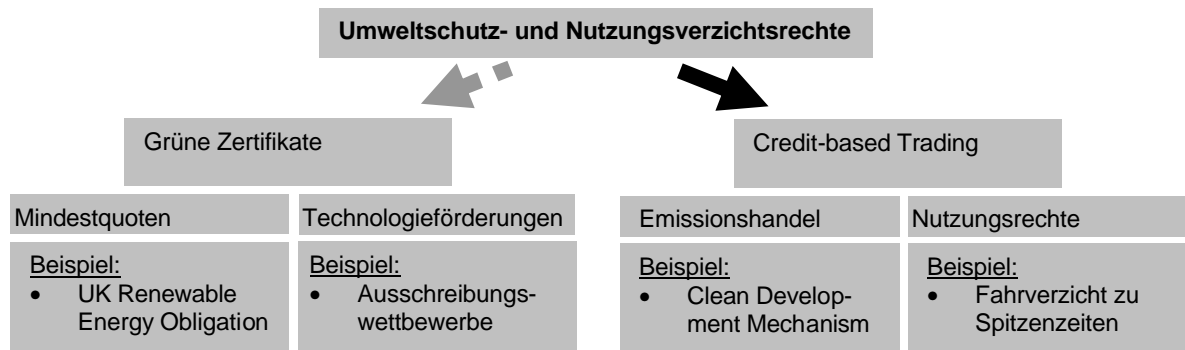 Umweltschutz- und Nutzungsverzichtsrechte
Grüne Zertifikate
Credit-based Trading
Mindestquoten
Technologieförderungen
Emissionshandel
Nutzungsrechte
Beispiel:
• UK Renewable
Energy Obligation
Beispiel:
• Ausschreibungs-
wettbewerbe
Beispiel:
• Clean Develop-
ment Mechanism
Beispiel:
• Fahrverzicht zu
Spitzenzeiten